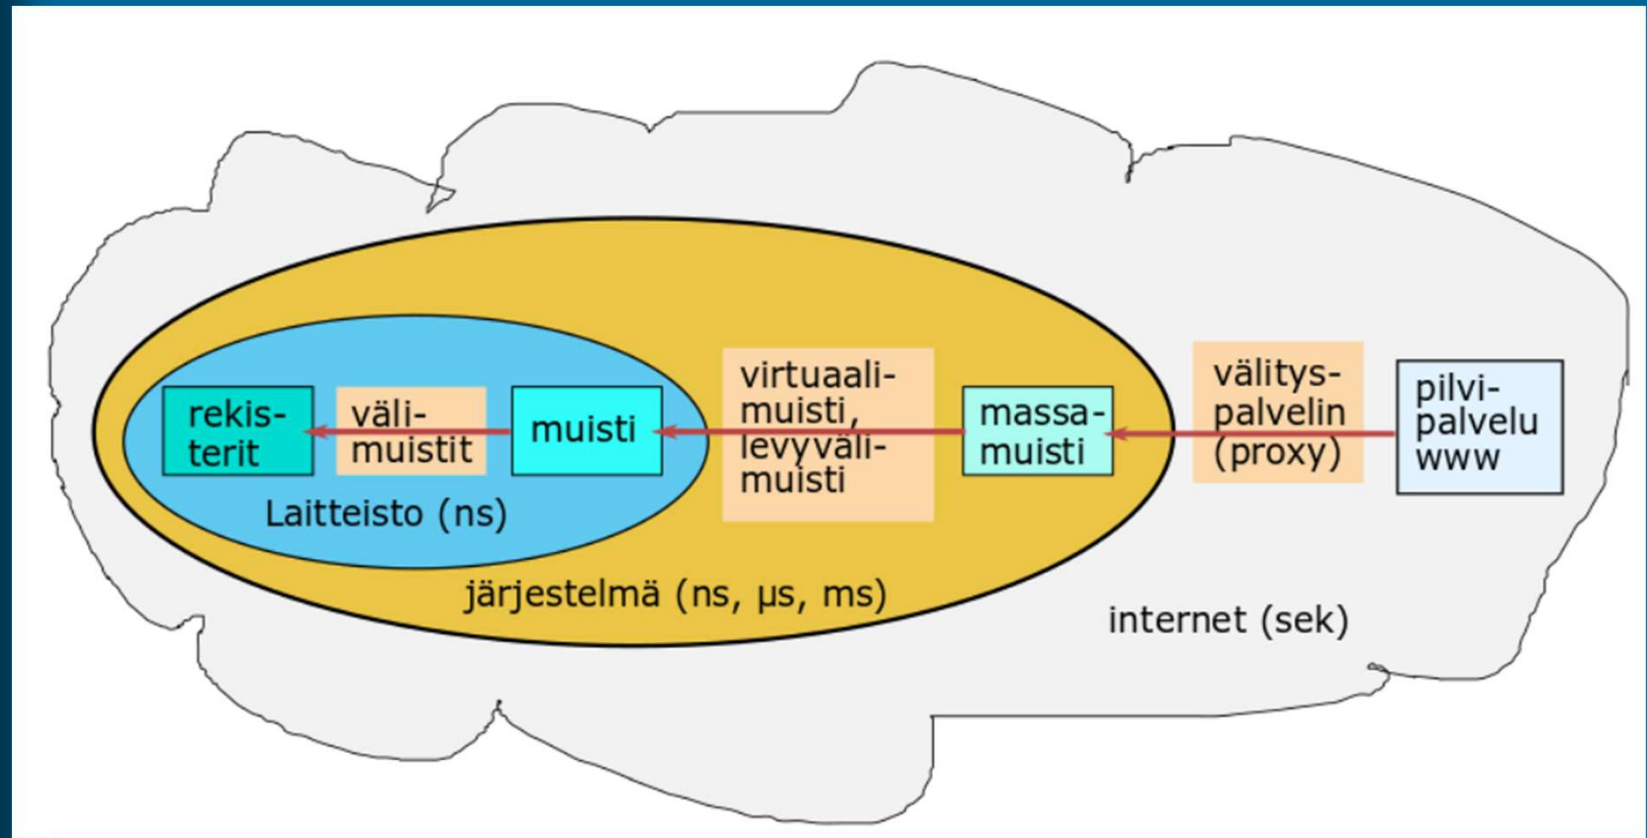 rekis-
terit
väli-
muistit
muisti
virtuaali-
muisti,
levyväli-
muisti
massa-
muisti
välitys-
palvelin
(proxy)
pilvi-
palvelu
www
Laitteisto (ns)
järjestelmä (ns, µs, ms)
internet (sek)